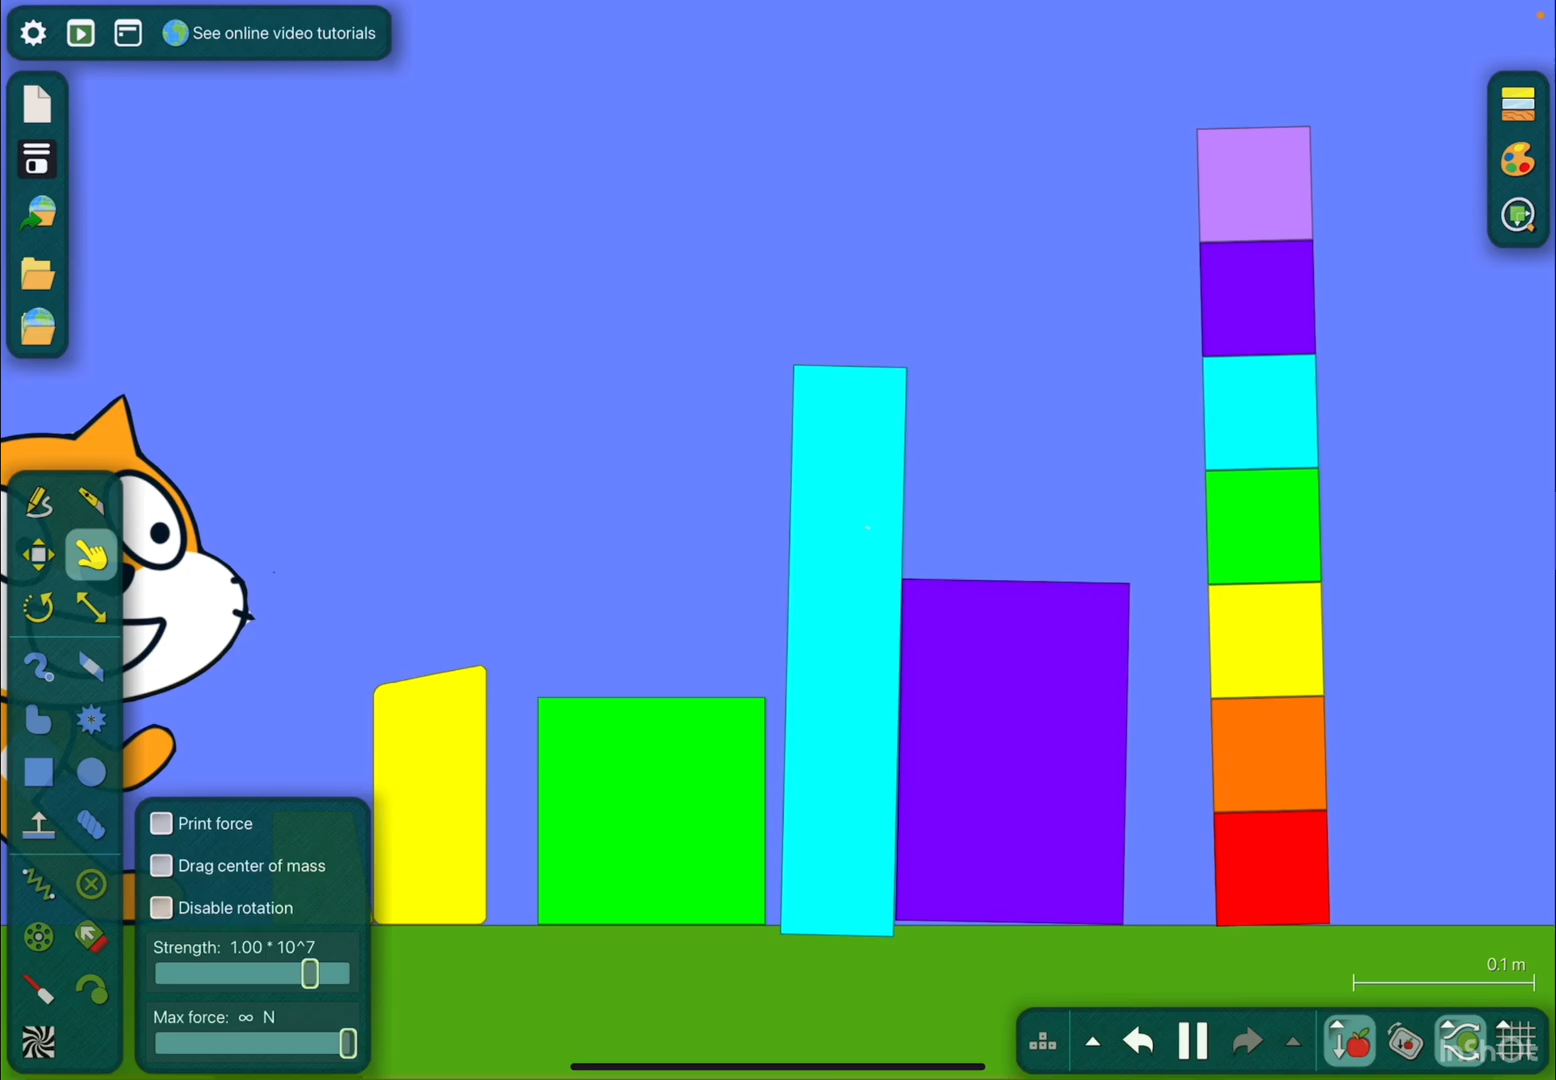 See online video tutorials
Print force
Drag center of mass
Disable rotation
Strength: 1.00 * 10^7
Max force: ∞ N
0.1 m
InShOt